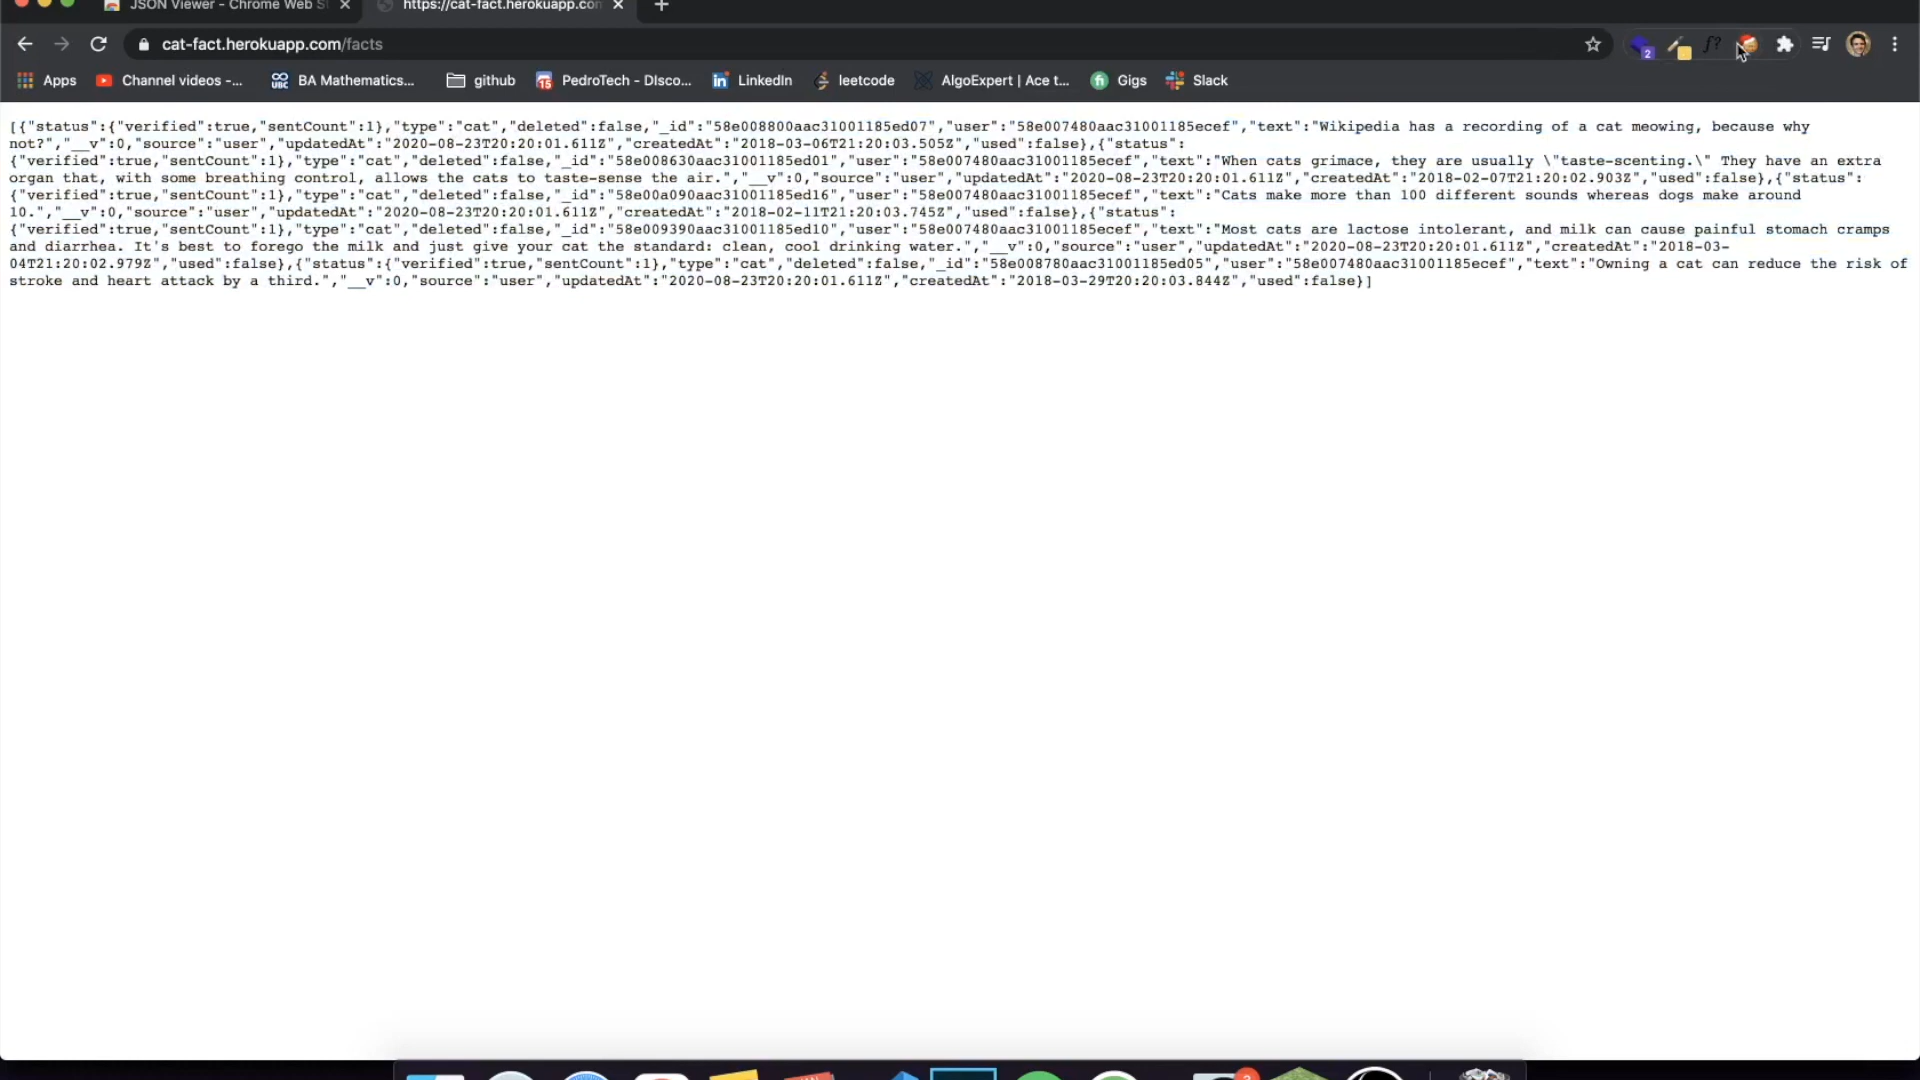 JSON Viewer - Chrome Web S
https://cat-fact.herokuapp.con
cat-fact.herokuapp.com/facts
2
f?
Apps
Channel videos -...
UBC
BA Mathematics...
github
15
PedroTech - DIsco...
in
LinkedIn
leetcode
AlgoExpert | Ace t...
fi
Gigs
Slack
[{"status":{"verified":true,"sentCount":1},"type":"cat","deleted":false,"_id":"58e008800aac31001185ed07","user":"58e007480aac31001185ecef","text":"Wikipedia has a recording of a cat meowing, because why
not?","__v":0,"source":"user","updatedAt":"2020-08-23T20:20:01.611Z","createdAt":"2018-03-06T21:20:03.505Z","used":false},{"status":
{"verified":true,"sentCount":1},"type":"cat","deleted":false,"_id":"58e008630aac31001185ed01","user":"58e007480aac31001185ecef","text":"When cats grimace, they are usually \"taste-scenting.\" They have an extra
organ that, with some breathing control, allows the cats to taste-sense the air.","__v":0,"source":"user","updatedAt":"2020-08-23T20:20:01.611Z","createdAt":"2018-02-07T21:20:02.903Z","used":false},{"status":
{"verified":true,"sentCount":1},"type":"cat","deleted":false,"_id":"58e00a090aac31001185ed16","user":"58e007480aac31001185ecef","text":"Cats make more than 100 different sounds whereas dogs make around
10.","__v":0,"source":"user","updatedAt":"2020-08-23T20:20:01.611Z","createdAt":"2018-02-11T21:20:03.745Z","used":false},{"status":
{"verified":true,"sentCount":1},"type":"cat","deleted":false,"_id":"58e009390aac31001185ed10","user":"58e007480aac31001185ecef","text":"Most cats are lactose intolerant, and milk can cause painful stomach cramps
and diarrhea. It's best to forego the milk and just give your cat the standard: clean, cool drinking water.","__v":0,"source":"user","updatedAt":"2020-08-23T20:20:01.611Z","createdAt":"2018-03-
04T21:20:02.979Z","used":false},{"status":{"verified":true,"sentCount":1},"type":"cat","deleted":false,"_id":"58e008780aac31001185ed05","user":"58e007480aac31001185ecef","text":"Owning a cat can reduce the risk of
stroke and heart attack by a third.","__v":0,"source":"user","updatedAt":"2020-08-23T20:20:01.611Z","createdAt":"2018-03-29T20:20:03.844Z","used":false}]